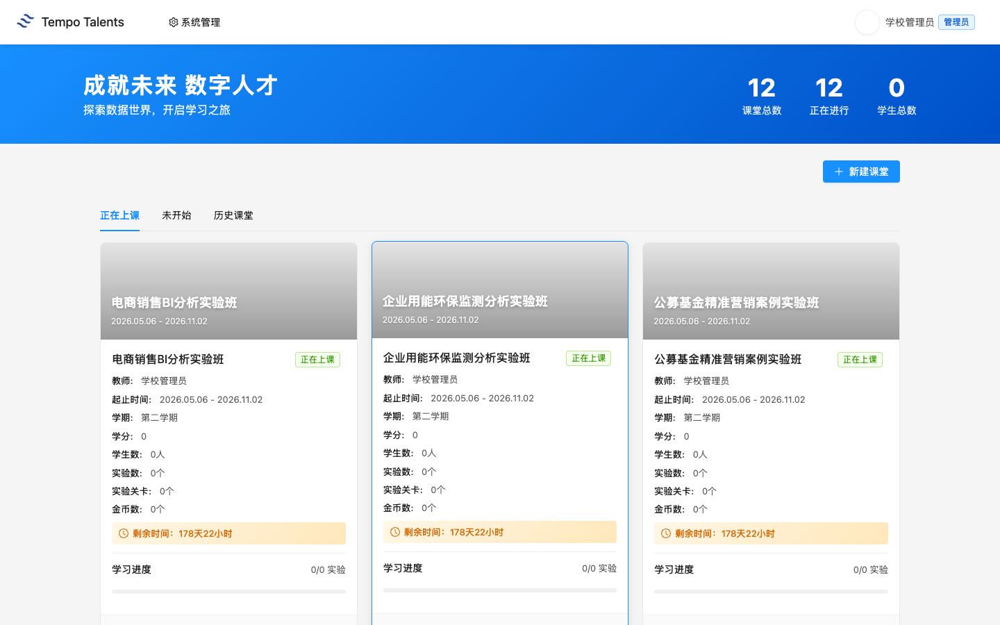 Tempo Talents
系统管理
学校管理员 管理员
成就未来 数字人才
探索数据世界，开启学习之旅
12 12 0
课堂总数 正在进行 学生总数
新建课堂
正在上课 未开始 历史课堂
电商销售BI分析实验班
2026.05.06 - 2026.11.02
电商销售BI分析实验班 正在上课
教师： 学校管理员
起止时间： 2026.05.06 - 2026.11.02
学期： 第二学期
学分： 0
学生数： 0人
实验数： 0个
实验关卡： 0个
金币数： 0个
剩余时间：178天22小时
学习进度 0/0 实验
企业用能环保监测分析实验班
2026.05.06 - 2026.11.02
企业用能环保监测分析实验班 正在上课
教师： 学校管理员
起止时间： 2026.05.06 - 2026.11.02
学期： 第二学期
学分： 0
学生数： 0人
实验数： 0个
实验关卡： 0个
金币数： 0个
剩余时间：178天22小时
学习进度 0/0 实验
公募基金精准营销案例实验班
2026.05.06 - 2026.11.02
公募基金精准营销案例实验班 正在上课
教师： 学校管理员
起止时间： 2026.05.06 - 2026.11.02
学期： 第二学期
学分： 0
学生数： 0人
实验数： 0个
实验关卡： 0个
金币数： 0个
剩余时间：178天22小时
学习进度 0/0 实验